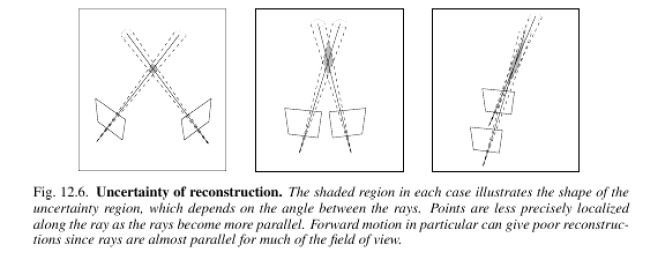 Fig. 12.6. Uncertainty of reconstruction. The shaded region in each case illustrates the shape of the
uncertainty region, which depends on the angle between the rays. Points are less precisely localized
along the ray as the rays become more parallel. Forward motion in particular can give poor reconstruc-
tions since rays are almost parallel for much of the field of view.